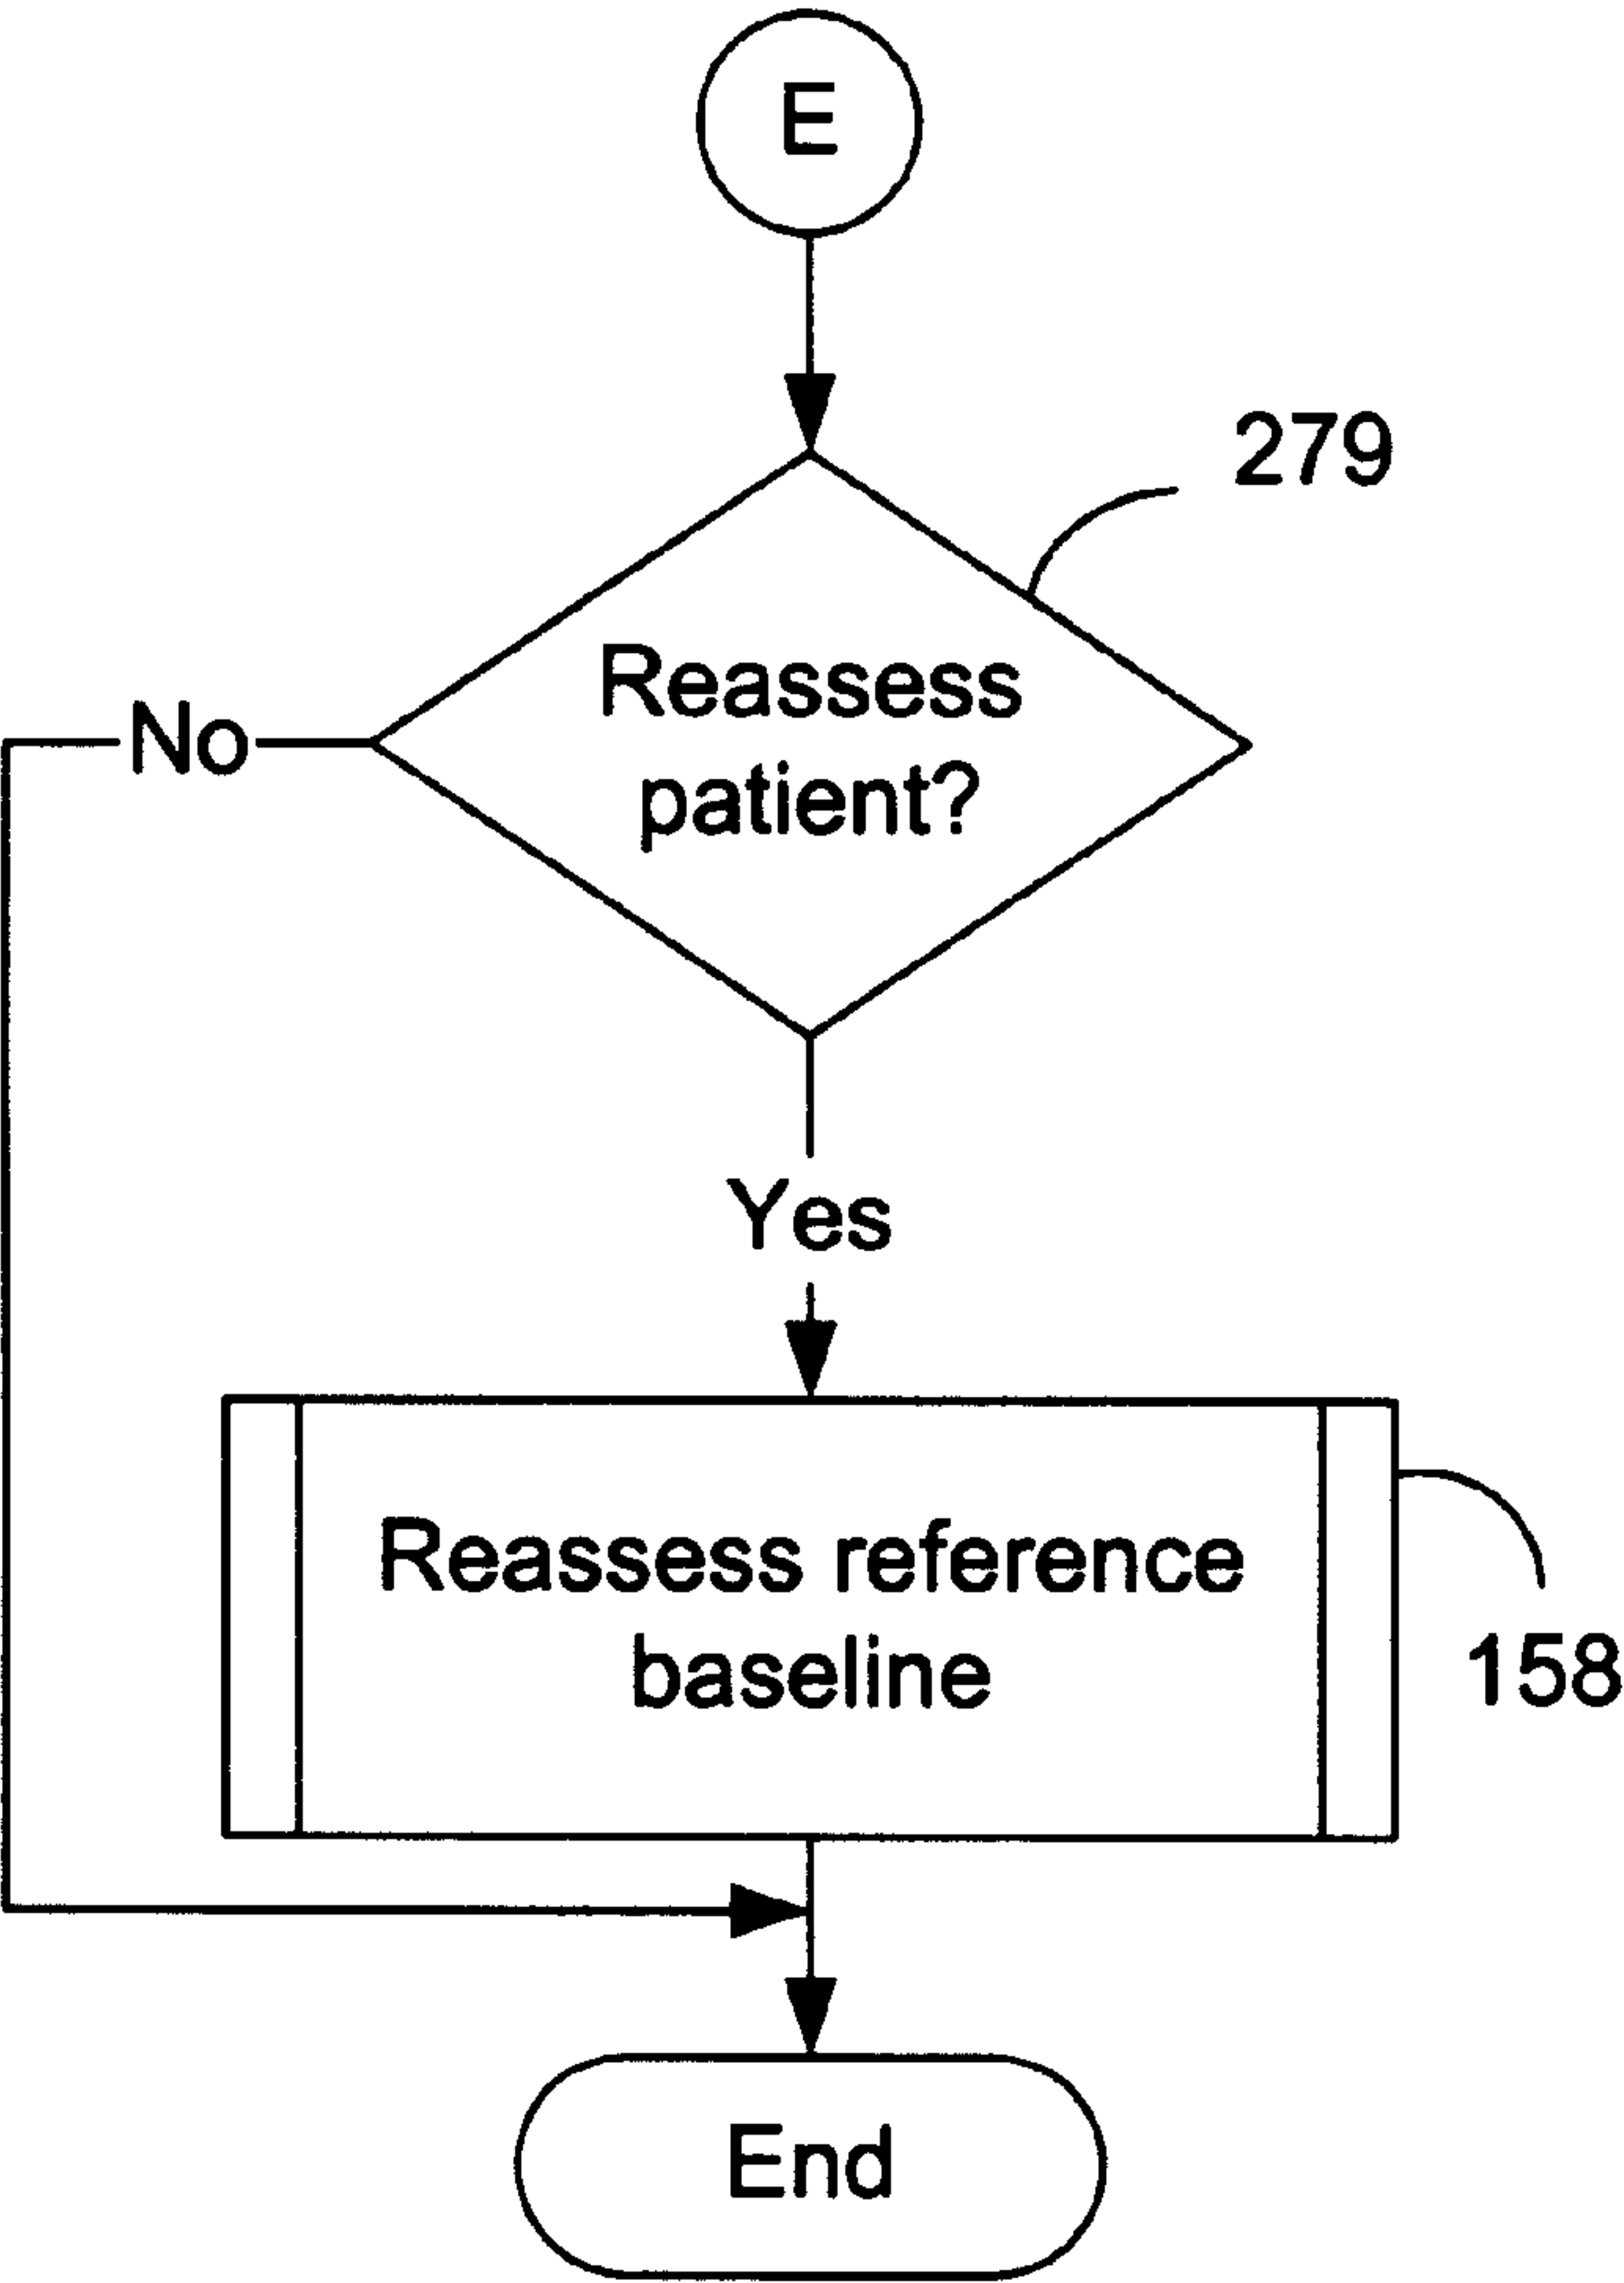 E
279
Reassess
patient?
No
Yes
Reassess reference
baseline
158
End